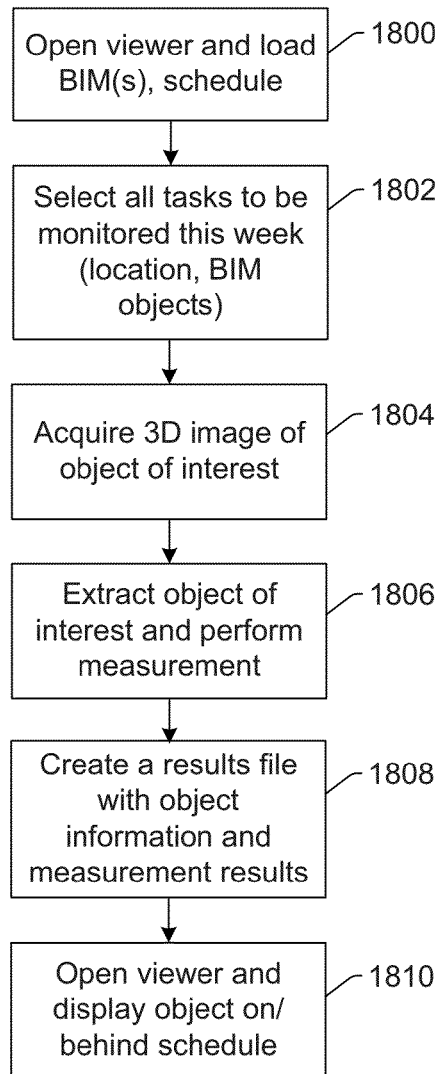 Open viewer and load
BIM(s), schedule
1800
Select all tasks to be
monitored this week
(location, BIM
objects)
1802
Acquire 3D image of
object of interest
1804
Extract object of
interest and perform
measurement
1806
Create a results file
with object
information and
measurement results
1808
Open viewer and
display object on/
behind schedule
1810